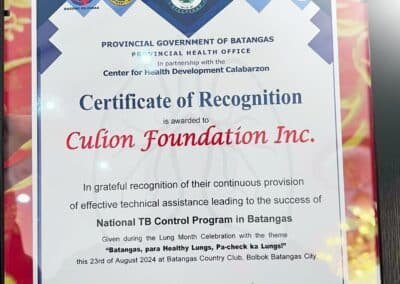 PROVINCIAL GOVERNMENT OF BATANGAS
PROVINCIAL HEALTH OFFICE
In partnership with the
Center for Health Development Calabarzon
Certificate of Recognition
is awarded to
Culion Foundation Inc.
In grateful recognition of their continuous provision
of effective technical assistance leading to the success of
National TB Control Program in Batangas
Given during the Lung Month Celebration with the theme
"Batangas, para Healthy Lungs, Pa-check ka Lungs!"
this 23rd of August 2024 at Batangas Country Club, Bolbok Batangas City